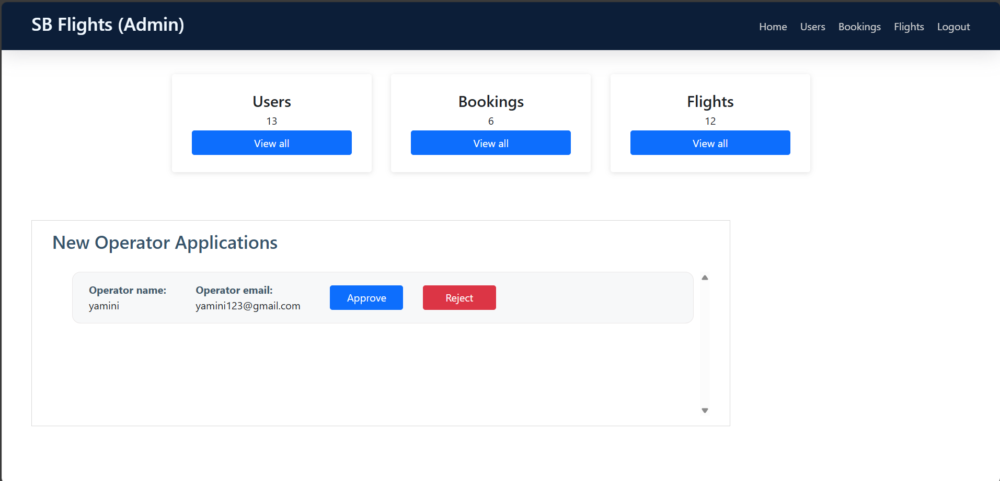 SB Flights (Admin)
Home Users Bookings Flights Logout
Users
13
View all
Bookings
6
View all
Flights
12
View all
New Operator Applications
Operator name:
yamini
Operator email:
yamini123@gmail.com
Approve
Reject